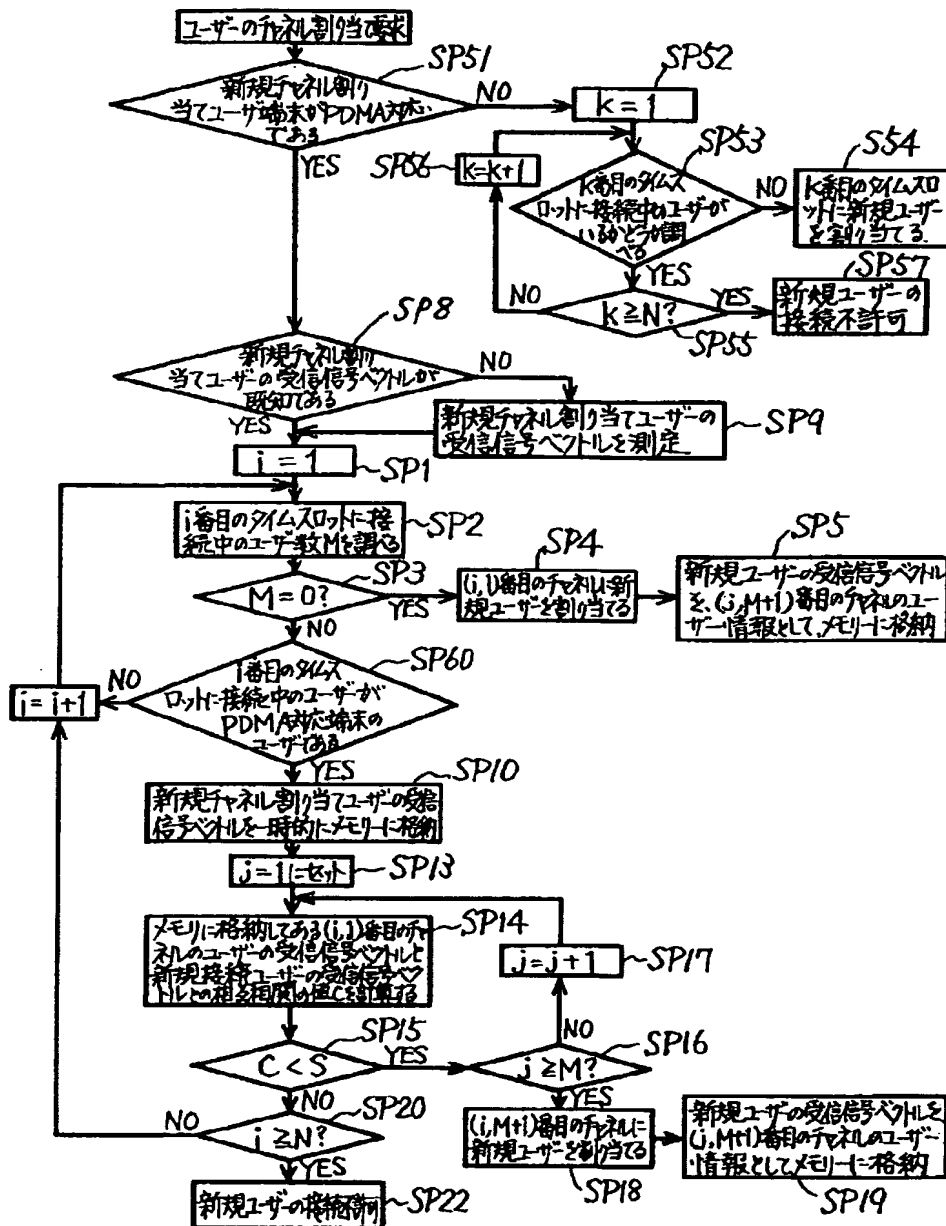 ユーザーのチャネル割り当て要求
SP51
新規チャネル割り
当てユーザ端末がPDMA対応
である
NO
YES
SP52
k=1
SP56
k=k+1
SP53
k番目のタイムス
ロットに接続中のユーザーが
いるかどうか調
べる
NO
YES
S54
k番目のタイムスロ
ットに新規ユーザー
を割り当てる
NO
k≧N?
YES
SP55
SP57
新規ユーザーの
接続不許可
SP8
新規チャネル割り
当てユーザーの受信信号ベクトルが
既知である
NO
YES
新規チャネル割り当てユーザーの
受信信号ベクトルを測定
SP9
i=1
SP1
i番目のタイムスロットに接
続中のユーザ数Mを調べる
SP2
M=0?
SP3
YES
NO
SP4
(i,1)番目のチャネルに新
規ユーザーを割り当てる
SP5
新規ユーザーの受信信号ベクトル
を、(j,M+1)番目のチャネルのユー
ザー情報として、メモリーに格納
SP60
i番目のタイムス
ロットに接続中のユーザーが
PDMA対応端末の
ユーザである
NO
YES
i=i+1
SP10
新規チャネル割り当てユーザーの受信
信号ベクトルを一時的にメモリーに格納
j=1にセット
SP13
メモリに格納してある(i,1)番目のチャ
ネルのユーザーの受信信号ベクトルと
新規接続ユーザーの受信信号ベク
トルとの相互相関の値Cを計算する
SP14
j=j+1
SP17
C<S
SP15
YES
NO
j≧M?
SP16
NO
YES
i≧N?
SP20
NO
YES
(i,M+i)番目のチャネルに
新規ユーザーを割り当てる
SP18
新規ユーザーの受信信号ベクトルを
(j,M+1)番目のチャネルのユーザー
情報としてメモリーに格納
SP19
新規ユーザーの接続不許可
SP22